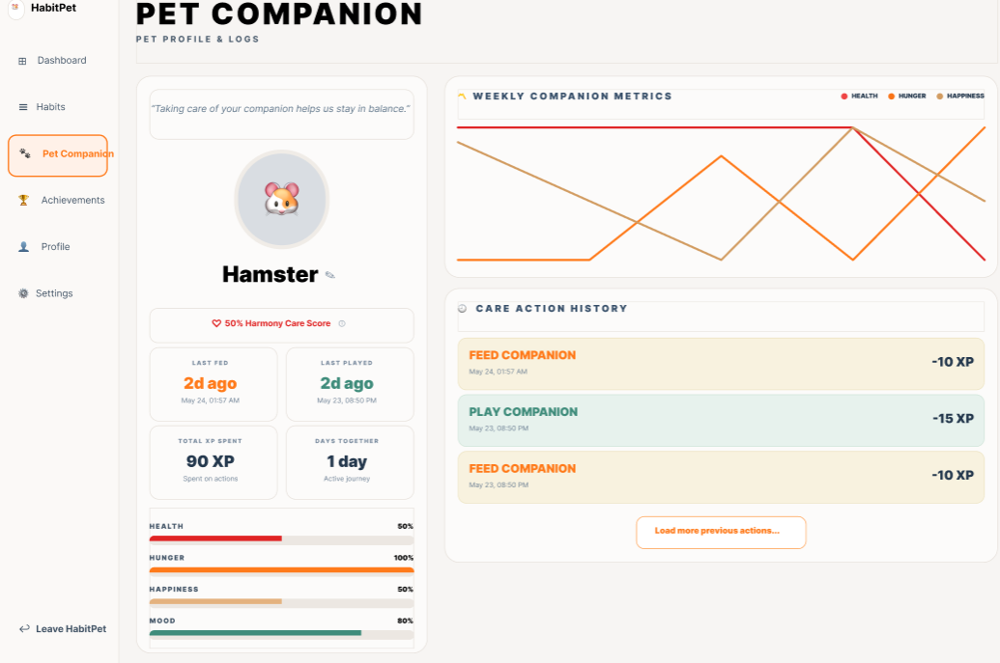 HabitPet
Dashboard
Habits
Pet Companion
Achievements
Profile
Settings
Leave HabitPet
PET COMPANION
PET PROFILE & LOGS
“Taking care of your companion helps us stay in balance.”
Hamster
50% Harmony Care Score
LAST FED
2d ago
May 24, 01:57 AM
LAST PLAYED
2d ago
May 23, 08:50 PM
TOTAL XP SPENT
90 XP
Spent on actions
DAYS TOGETHER
1 day
Active journey
HEALTH 50%
HUNGER 100%
HAPPINESS 50%
MOOD 80%
WEEKLY COMPANION METRICS
HEALTH HUNGER HAPPINESS
CARE ACTION HISTORY
FEED COMPANION
May 24, 01:57 AM
-10 XP
PLAY COMPANION
May 23, 08:50 PM
-15 XP
FEED COMPANION
May 23, 08:50 PM
-10 XP
Load more previous actions...